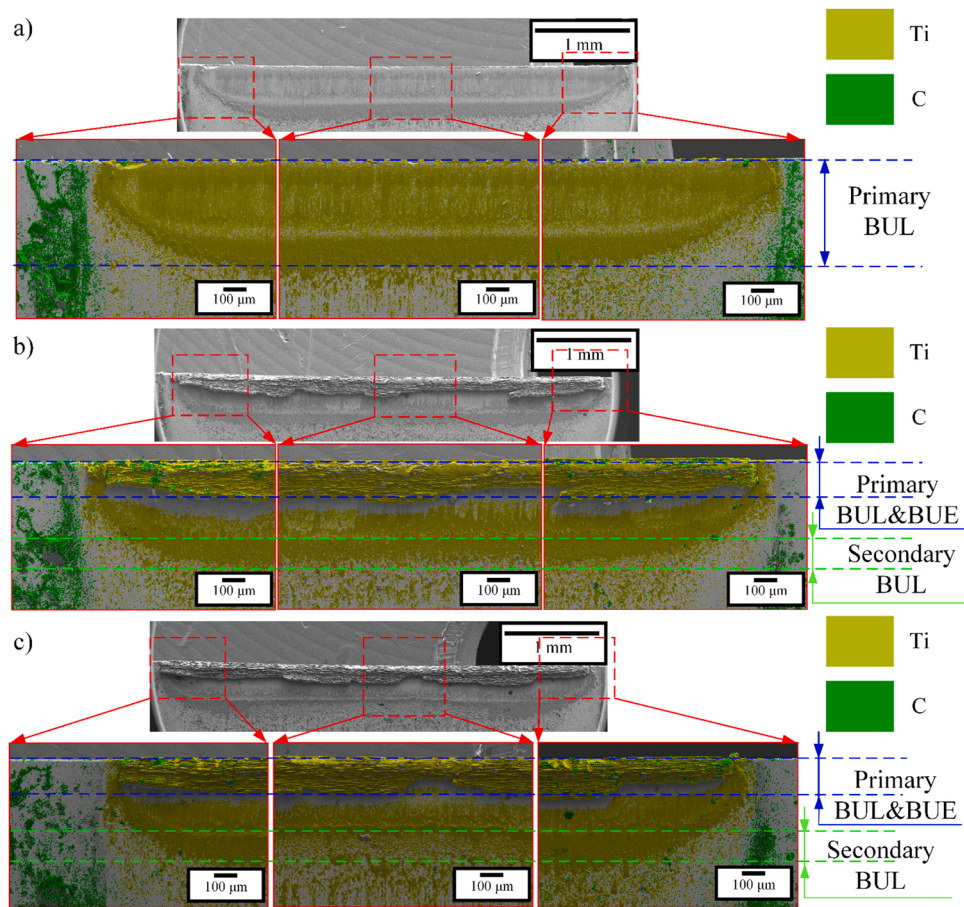 a)
1 mm
Ti
C
Primary
BUL
100 μm
100 μm
100 μm
b)
1 mm
Ti
C
Primary
BUL&BUE
Secondary
BUL
100 μm
100 μm
100 μm
c)
1 mm
Ti
C
Primary
BUL&BUE
Secondary
BUL
100 μm
100 μm
100 μm